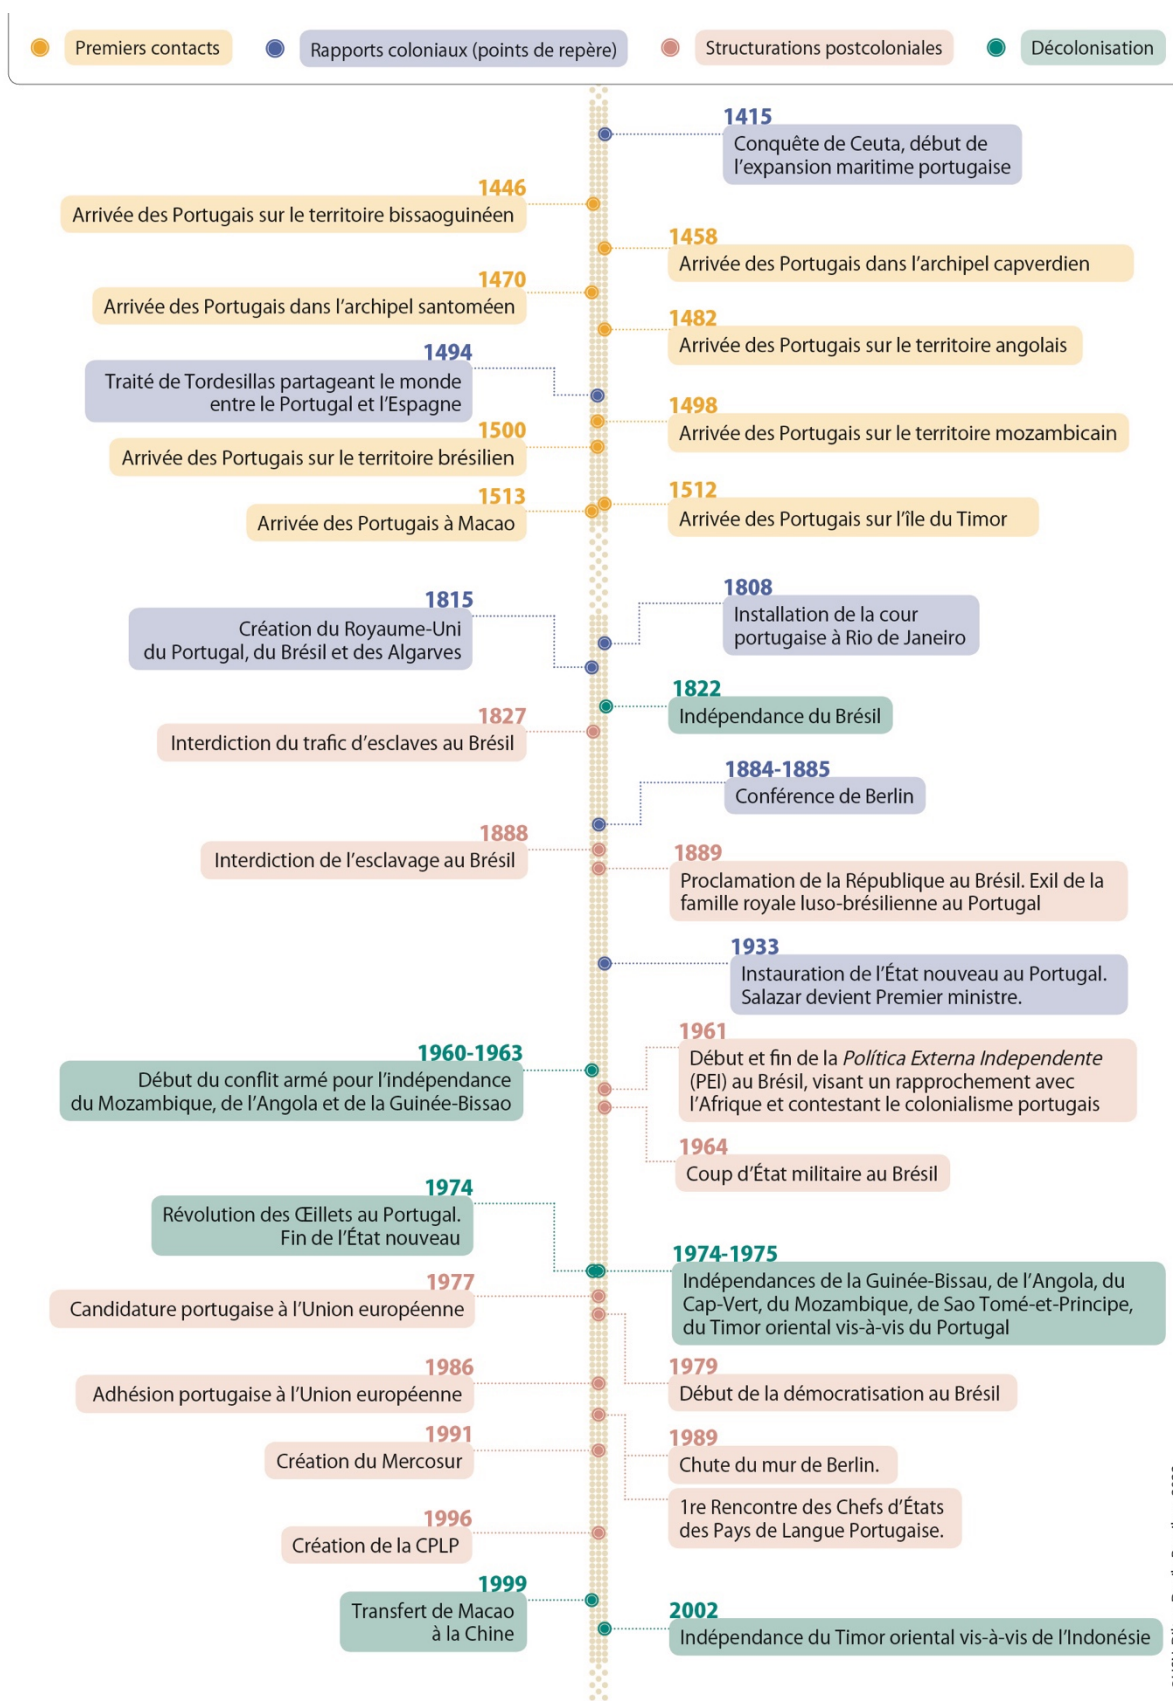 Premiers contacts
Rapports coloniaux (points de repère)
Structurations postcoloniales
Décolonisation
1415
Conquête de Ceuta, début de
l'expansion maritime portugaise
1446
Arrivée des Portugais sur le territoire bissaoguinéen
1458
Arrivée des Portugais dans l'archipel capverdien
1470
Arrivée des Portugais dans l'archipel santoméen
1482
Arrivée des Portugais sur le territoire angolais
1494
Traité de Tordesillas partageant le monde
entre le Portugal et l'Espagne
1498
Arrivée des Portugais sur le territoire mozambicain
1500
Arrivée des Portugais sur le territoire brésilien
1512
Arrivée des Portugais sur l'île du Timor
1513
Arrivée des Portugais à Macao
1808
Installation de la cour
portugaise à Rio de Janeiro
1815
Création du Royaume-Uni
du Portugal, du Brésil et des Algarves
1822
Indépendance du Brésil
1827
Interdiction du trafic d'esclaves au Brésil
1884-1885
Conférence de Berlin
1888
Interdiction de l'esclavage au Brésil
1889
Proclamation de la République au Brésil. Exil de la
famille royale luso-brésilienne au Portugal
1933
Instauration de l'État nouveau au Portugal.
Salazar devient Premier ministre.
1960-1963
Début du conflit armé pour l'indépendance
du Mozambique, de l'Angola et de la Guinée-Bissao
1961
Début et fin de la Política Externa Independente
(PEI) au Brésil, visant un rapprochement avec
l'Afrique et contestant le colonialisme portugais
1964
Coup d'État militaire au Brésil
1974
Révolution des Œillets au Portugal.
Fin de l'État nouveau
1974-1975
Indépendances de la Guinée-Bissau, de l'Angola, du
Cap-Vert, du Mozambique, de Sao Tomé-et-Principe,
du Timor oriental vis-à-vis du Portugal
1977
Candidature portugaise à l'Union européenne
1979
Début de la démocratisation au Brésil
1986
Adhésion portugaise à l'Union européenne
1989
Chute du mur de Berlin.
1re Rencontre des Chefs d'États
des Pays de Langue Portugaise.
1991
Création du Mercosur
1996
Création de la CPLP
1999
Transfert de Macao
à la Chine
2002
Indépendance du Timor oriental vis-à-vis de l'Indonésie